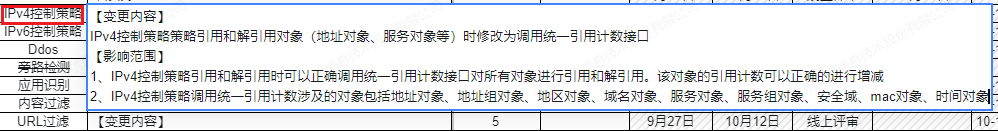 IPv4控制策略
【变更内容】
IPv4控制策略策略引用和解引用对象（地址对象、服务对象等）时修改为调用统一引用计数接口
【影响范围】
1、IPv4控制策略引用和解引用时可以正确调用统一引用计数接口对所有对象进行引用和解引用。该对象的引用计数可以正确的进行增减
2、IPv4控制策略调用统一引用计数涉及的对象包括地址对象、地址组对象、地区对象、域名对象、服务对象、服务组对象、安全域、mac对象、时间对象
IPv6控制策略
Ddos
旁路检测
应用识别
内容过滤
URL过滤 【变更内容】 5 9月27日 10月12日 线上评审 10-